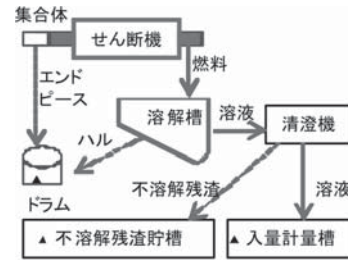 集合体
せん断機
エンド
ピース
燃料
溶解槽
溶液
清澄機
ハル
不溶解残渣
溶液
ドラム
▲ 不溶解残渣貯槽
▲ 入量計量槽